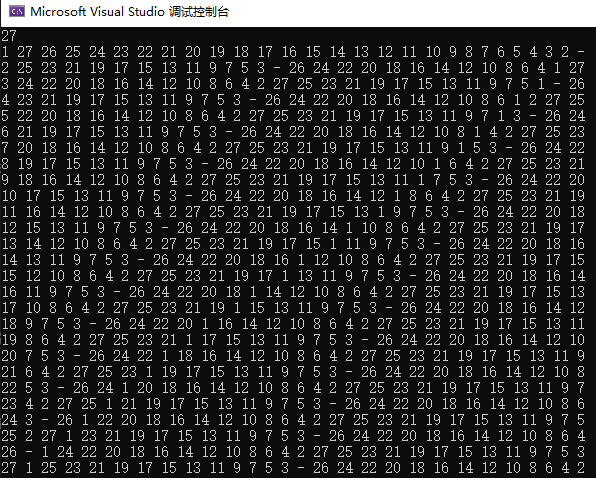 Microsoft Visual Studio 调试控制台
27
1 27 26 25 24 23 22 21 20 19 18 17 16 15 14 13 12 11 10 9 8 7 6 5 4 3 2 -
2 25 23 21 19 17 15 13 11 9 7 5 3 - 26 24 22 20 18 16 14 12 10 8 6 4 1 27
3 24 22 20 18 16 14 12 10 8 6 4 2 27 25 23 21 19 17 15 13 11 9 7 5 1 - 26
4 23 21 19 17 15 13 11 9 7 5 3 - 26 24 22 20 18 16 14 12 10 8 6 1 2 27 25
5 22 20 18 16 14 12 10 8 6 4 2 27 25 23 21 19 17 15 13 11 9 7 1 3 - 26 24
6 21 19 17 15 13 11 9 7 5 3 - 26 24 22 20 18 16 14 12 10 8 1 4 2 27 25 23
7 20 18 16 14 12 10 8 6 4 2 27 25 23 21 19 17 15 13 11 9 1 5 3 - 26 24 22
8 19 17 15 13 11 9 7 5 3 - 26 24 22 20 18 16 14 12 10 1 6 4 2 27 25 23 21
9 18 16 14 12 10 8 6 4 2 27 25 23 21 19 17 15 13 11 1 7 5 3 - 26 24 22 20
10 17 15 13 11 9 7 5 3 - 26 24 22 20 18 16 14 12 1 8 6 4 2 27 25 23 21 19
11 16 14 12 10 8 6 4 2 27 25 23 21 19 17 15 13 1 9 7 5 3 - 26 24 22 20 18
12 15 13 11 9 7 5 3 - 26 24 22 20 18 16 14 1 10 8 6 4 2 27 25 23 21 19 17
13 14 12 10 8 6 4 2 27 25 23 21 19 17 15 1 11 9 7 5 3 - 26 24 22 20 18 16
14 13 11 9 7 5 3 - 26 24 22 20 18 16 1 12 10 8 6 4 2 27 25 23 21 19 17 15
15 12 10 8 6 4 2 27 25 23 21 19 17 1 13 11 9 7 5 3 - 26 24 22 20 18 16 14
16 11 9 7 5 3 - 26 24 22 20 18 1 14 12 10 8 6 4 2 27 25 23 21 19 17 15 13
17 10 8 6 4 2 27 25 23 21 19 1 15 13 11 9 7 5 3 - 26 24 22 20 18 16 14 12
18 9 7 5 3 - 26 24 22 20 1 16 14 12 10 8 6 4 2 27 25 23 21 19 17 15 13 11
19 8 6 4 2 27 25 23 21 1 17 15 13 11 9 7 5 3 - 26 24 22 20 18 16 14 12 10
20 7 5 3 - 26 24 22 1 18 16 14 12 10 8 6 4 2 27 25 23 21 19 17 15 13 11 9
21 6 4 2 27 25 23 1 19 17 15 13 11 9 7 5 3 - 26 24 22 20 18 16 14 12 10 8
22 5 3 - 26 24 1 20 18 16 14 12 10 8 6 4 2 27 25 23 21 19 17 15 13 11 9 7
23 4 2 27 25 1 21 19 17 15 13 11 9 7 5 3 - 26 24 22 20 18 16 14 12 10 8 6
24 3 - 26 1 22 20 18 16 14 12 10 8 6 4 2 27 25 23 21 19 17 15 13 11 9 7 5
25 2 27 1 23 21 19 17 15 13 11 9 7 5 3 - 26 24 22 20 18 16 14 12 10 8 6 4
26 - 1 24 22 20 18 16 14 12 10 8 6 4 2 27 25 23 21 19 17 15 13 11 9 7 5 3
27 1 25 23 21 19 17 15 13 11 9 7 5 3 - 26 24 22 20 18 16 14 12 10 8 6 4 2